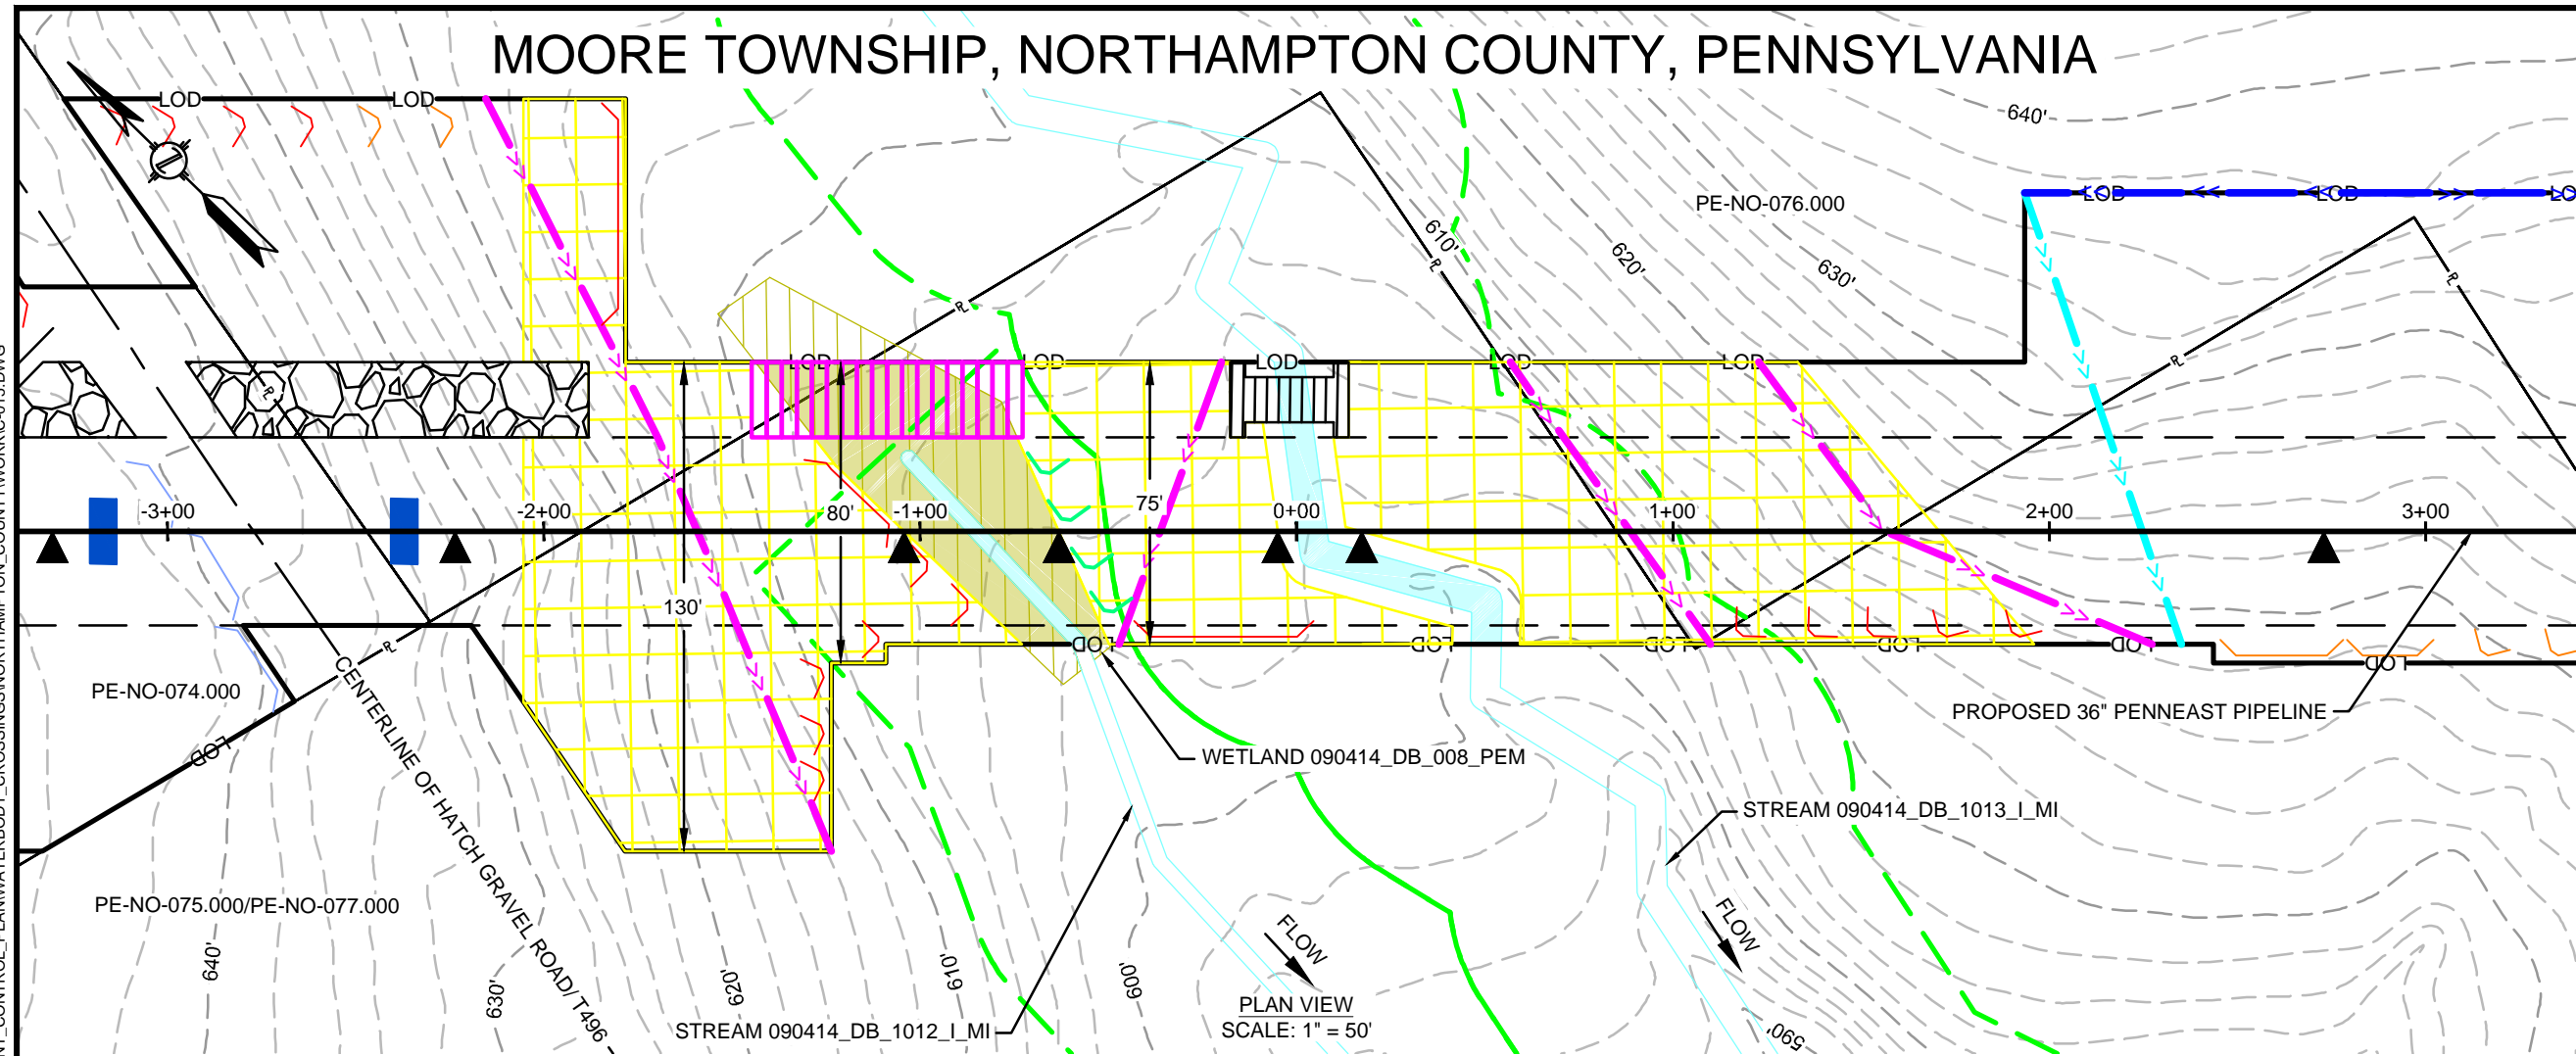 MOORE TOWNSHIP, NORTHAMPTON COUNTY, PENNSYLVANIA
LOD
LOD
640'
PE-NO-076.000
LOD
LOD
610'
620'
630'
LOD
LOD
LOD
LOD
LOD
-3+00
-2+00
80'
-1+00
75'
0+00
1+00
2+00
3+00
130'
LOD
LOD
LOD
LOD
LOD
LOD
PE-NO-074.000
LOD
CENTERLINE OF HATCH GRAVEL ROAD/T496
PROPOSED 36" PENNEAST PIPELINE
WETLAND 090414_DB_008_PEM
STREAM 090414_DB_1013_I_MI
PE-NO-075.000/PE-NO-077.000
640'
630'
620'
610'
600'
FLOW
FLOW
PLAN VIEW
SCALE: 1" = 50'
STREAM 090414_DB_1012_I_MI
590'